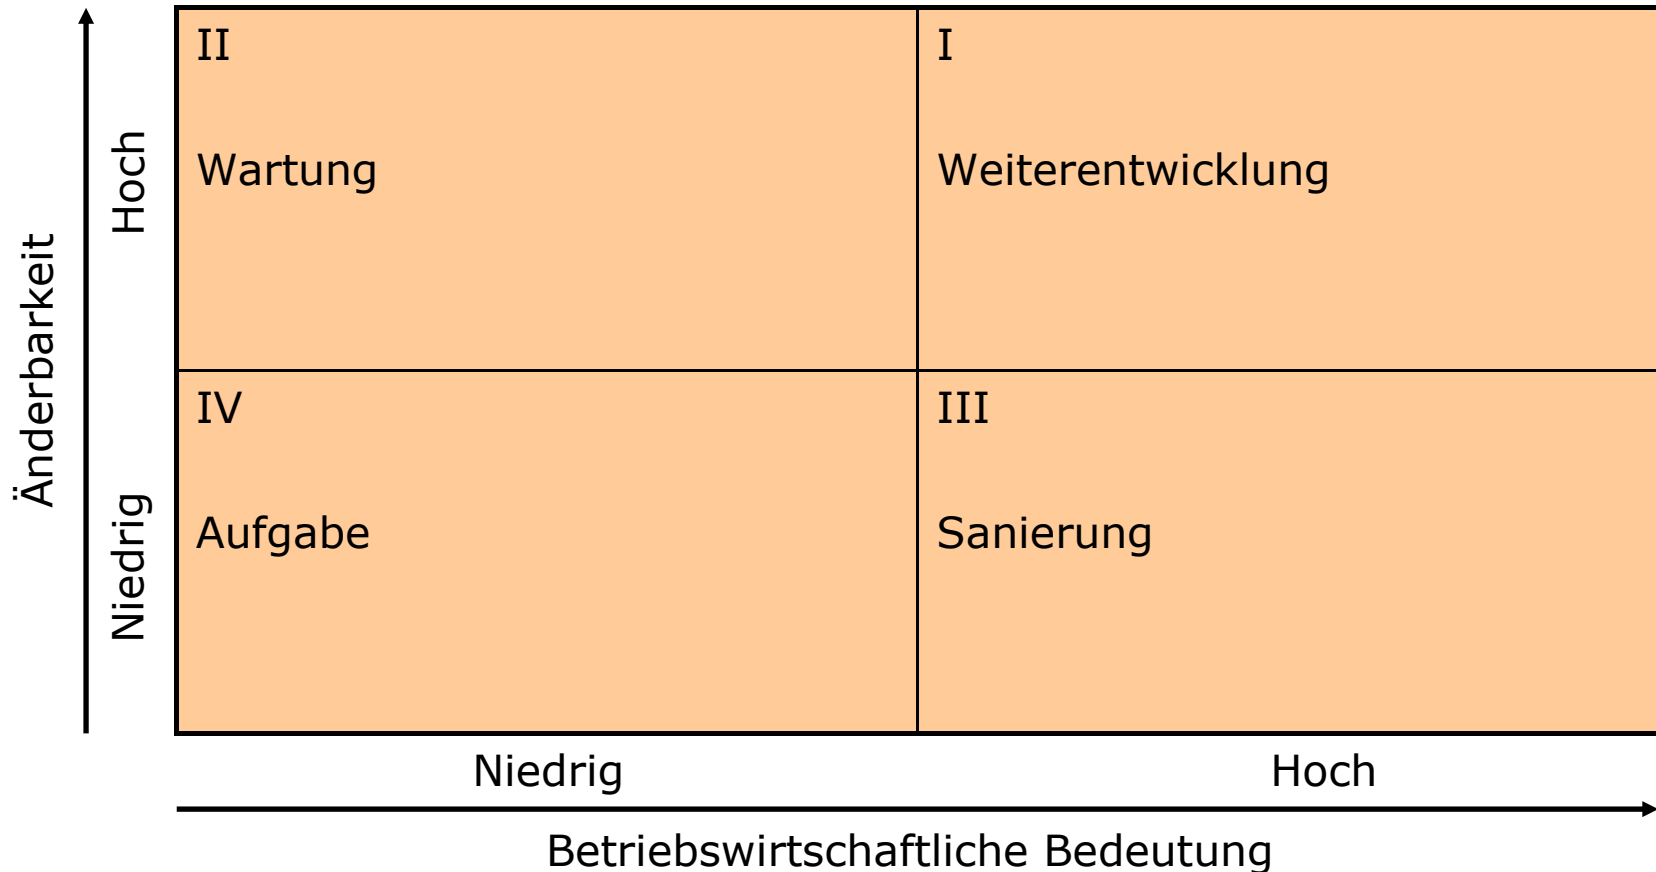 II
I
Wartung
Weiterentwicklung
IV
III
Aufgabe
Sanierung
Änderbarkeit
Hoch
Niedrig
Niedrig
Hoch
Betriebswirtschaftliche Bedeutung